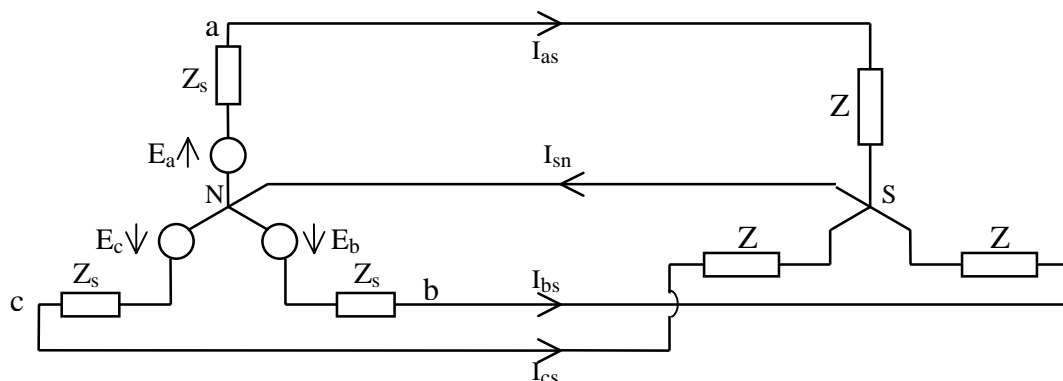 a
I_as
Z_s
Z
E_a
I_sn
N
S
E_c
E_b
Z
Z
Z_s
Z_s
b
I_bs
c
I_cs